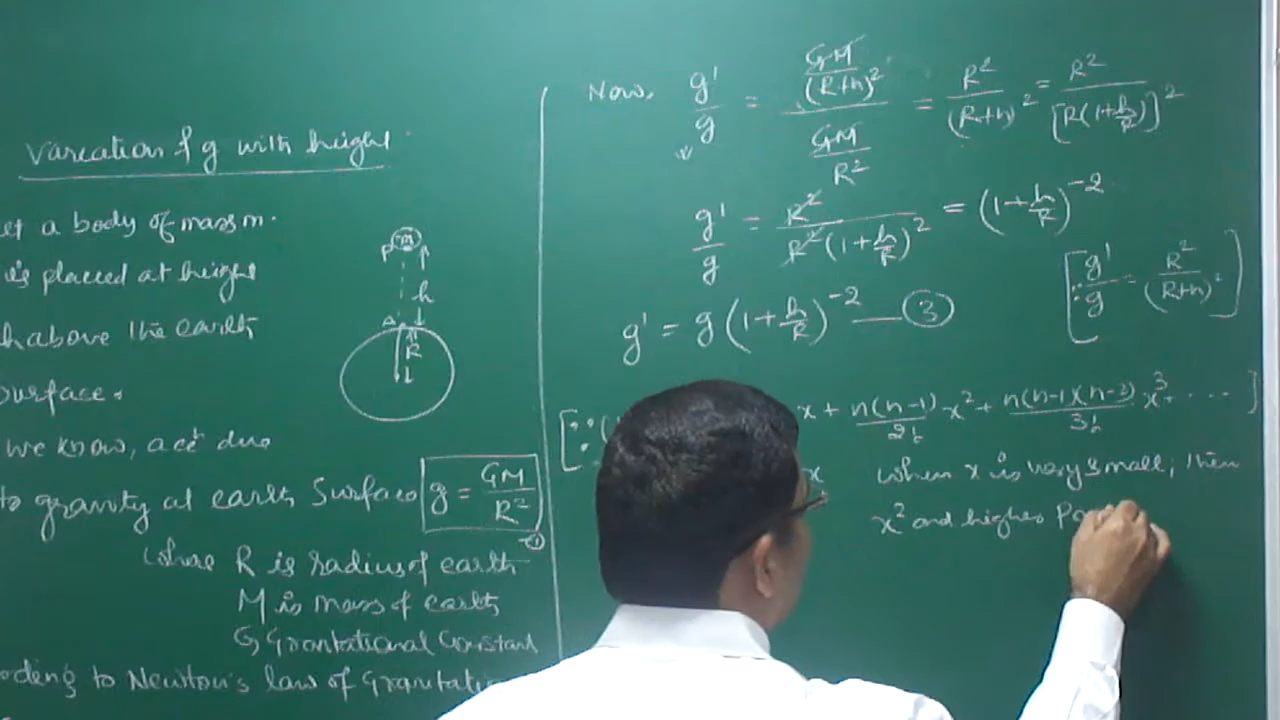 Variation of g with height
et a body of mass m.
is placed at height
h above the earth
surface.
we know, accⁿ due
to gravity at earth Surface g = GM/R² ①
where R is radius of earth
M is mass of earth
G Gravitational Constant
ording to Newton's law of Gravitati
m
P
h
A
R
Now, g'/g = (GM/(R+h)²)/(GM/R²) = R²/(R+h)² = R²/[R(1+h/R)]²
g'/g = R²/R²(1+h/R)² = (1+h/R)⁻²
[∵ g'/g = R²/(R+h)²]
g' = g(1+h/R)⁻² — ③
[∵ ( x + n(n-1)/2! x² + n(n-1)(n-2)/3! x³ + ....]
x when x is very small, then
x² and higher Po